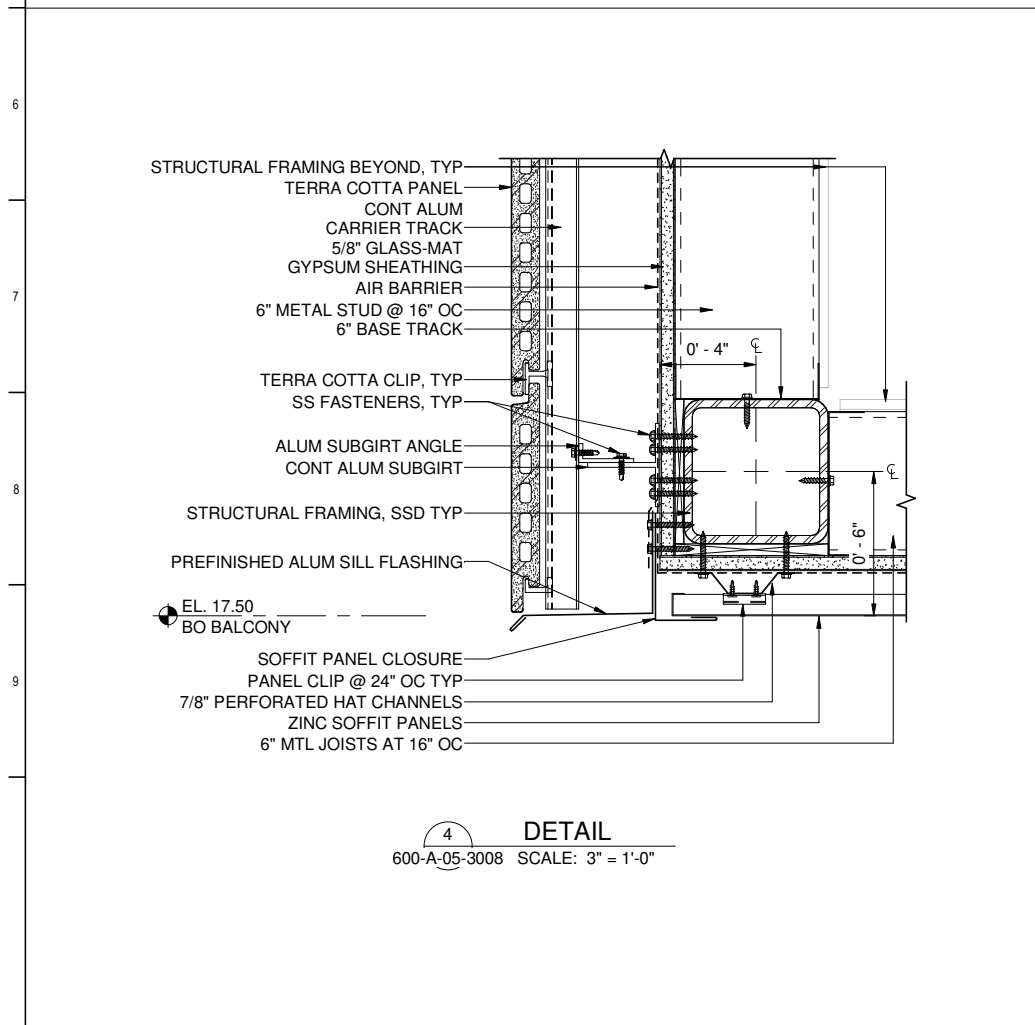 6
STRUCTURAL FRAMING BEYOND, TYP
TERRA COTTA PANEL
CONT ALUM
CARRIER TRACK
5/8" GLASS-MAT
GYPSUM SHEATHING
AIR BARRIER
7
6" METAL STUD @ 16" OC
6" BASE TRACK
0' - 4"
℄
TERRA COTTA CLIP, TYP
SS FASTENERS, TYP
ALUM SUBGIRT ANGLE
CONT ALUM SUBGIRT
℄
8
STRUCTURAL FRAMING, SSD TYP
0' - 6"
PREFINISHED ALUM SILL FLASHING
EL. 17.50
BO BALCONY
SOFFIT PANEL CLOSURE
9
PANEL CLIP @ 24" OC TYP
7/8" PERFORATED HAT CHANNELS
ZINC SOFFIT PANELS
6" MTL JOISTS AT 16" OC
4
DETAIL
600-A-05-3008 SCALE: 3" = 1'-0"